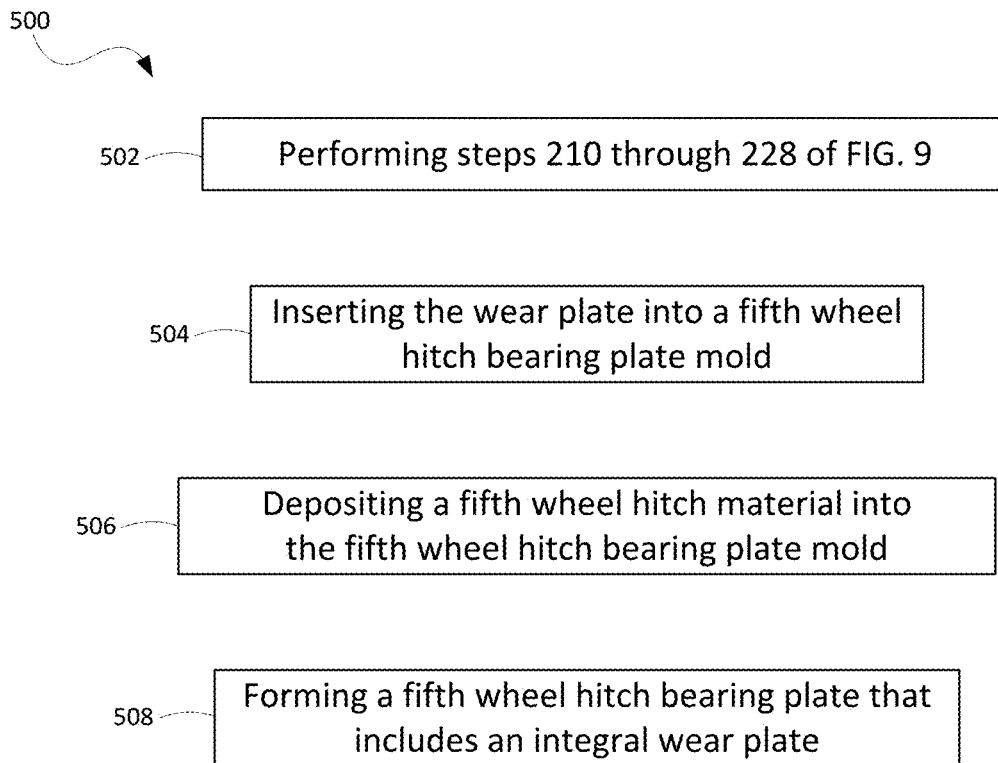 500
502
Performing steps 210 through 228 of FIG. 9
504
Inserting the wear plate into a fifth wheel
hitch bearing plate mold
506
Depositing a fifth wheel hitch material into
the fifth wheel hitch bearing plate mold
508
Forming a fifth wheel hitch bearing plate that
includes an integral wear plate